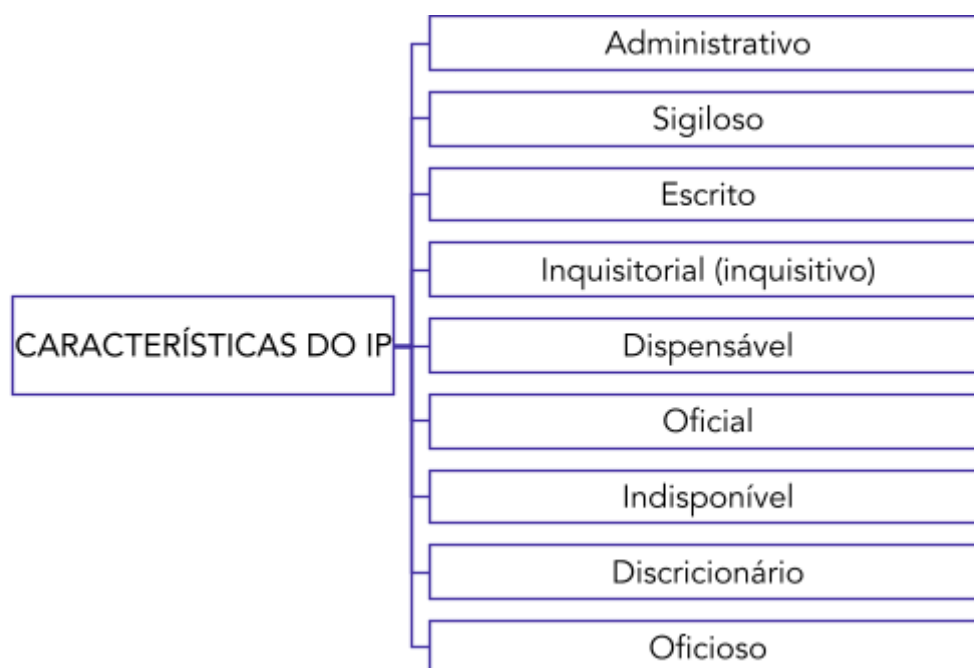 CARACTERÍSTICAS DO IP
Administrativo
Sigiloso
Escrito
Inquisitorial (inquisitivo)
Dispensável
Oficial
Indisponível
Discricionário
Oficioso